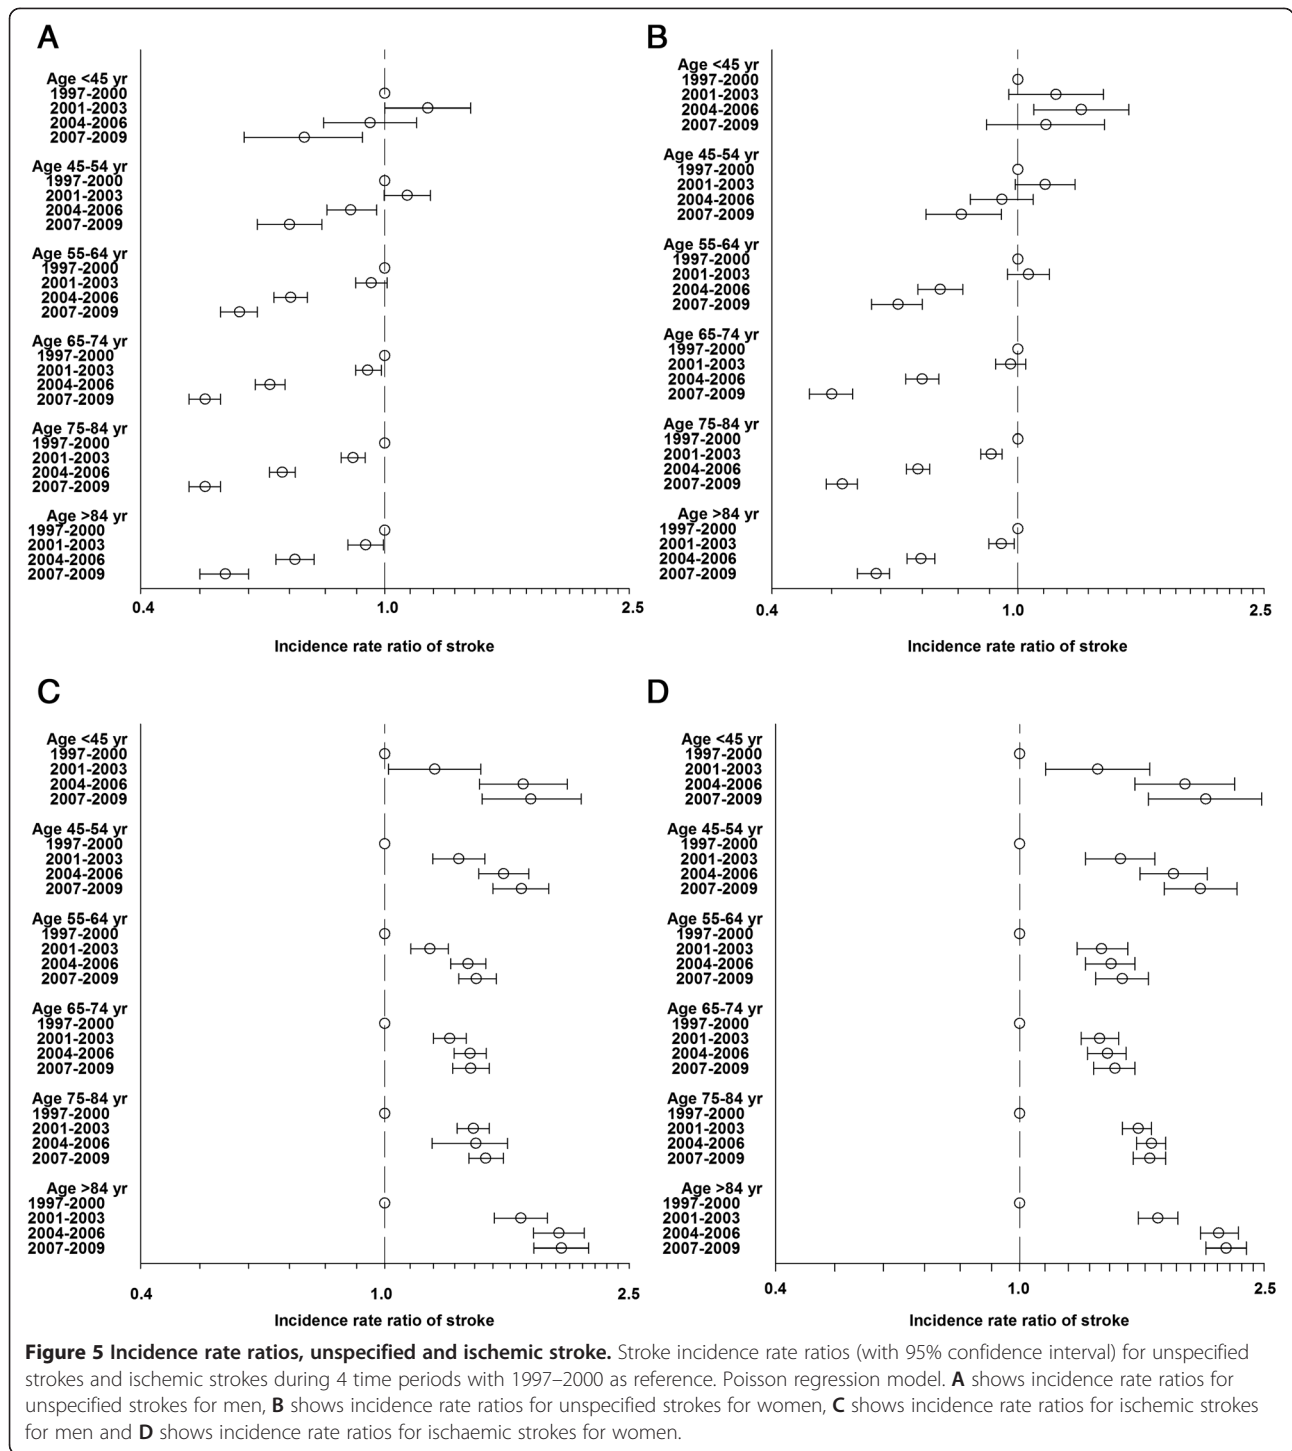 A
Age <45 yr
1997-2000
2001-2003
2004-2006
2007-2009
Age 45-54 yr
1997-2000
2001-2003
2004-2006
2007-2009
Age 55-64 yr
1997-2000
2001-2003
2004-2006
2007-2009
Age 65-74 yr
1997-2000
2001-2003
2004-2006
2007-2009
Age 75-84 yr
1997-2000
2001-2003
2004-2006
2007-2009
Age >84 yr
1997-2000
2001-2003
2004-2006
2007-2009
0.4 1.0 2.5
Incidence rate ratio of stroke
B
Age <45 yr
1997-2000
2001-2003
2004-2006
2007-2009
Age 45-54 yr
1997-2000
2001-2003
2004-2006
2007-2009
Age 55-64 yr
1997-2000
2001-2003
2004-2006
2007-2009
Age 65-74 yr
1997-2000
2001-2003
2004-2006
2007-2009
Age 75-84 yr
1997-2000
2001-2003
2004-2006
2007-2009
Age >84 yr
1997-2000
2001-2003
2004-2006
2007-2009
0.4 1.0 2.5
Incidence rate ratio of stroke
C
Age <45 yr
1997-2000
2001-2003
2004-2006
2007-2009
Age 45-54 yr
1997-2000
2001-2003
2004-2006
2007-2009
Age 55-64 yr
1997-2000
2001-2003
2004-2006
2007-2009
Age 65-74 yr
1997-2000
2001-2003
2004-2006
2007-2009
Age 75-84 yr
1997-2000
2001-2003
2004-2006
2007-2009
Age >84 yr
1997-2000
2001-2003
2004-2006
2007-2009
0.4 1.0 2.5
Incidence rate ratio of stroke
D
Age <45 yr
1997-2000
2001-2003
2004-2006
2007-2009
Age 45-54 yr
1997-2000
2001-2003
2004-2006
2007-2009
Age 55-64 yr
1997-2000
2001-2003
2004-2006
2007-2009
Age 65-74 yr
1997-2000
2001-2003
2004-2006
2007-2009
Age 75-84 yr
1997-2000
2001-2003
2004-2006
2007-2009
Age >84 yr
1997-2000
2001-2003
2004-2006
2007-2009
0.4 1.0 2.5
Incidence rate ratio of stroke
Figure 5 Incidence rate ratios, unspecified and ischemic stroke. Stroke incidence rate ratios (with 95% confidence interval) for unspecified
strokes and ischemic strokes during 4 time periods with 1997–2000 as reference. Poisson regression model. A shows incidence rate ratios for
unspecified strokes for men, B shows incidence rate ratios for unspecified strokes for women, C shows incidence rate ratios for ischemic strokes
for men and D shows incidence rate ratios for ischaemic strokes for women.